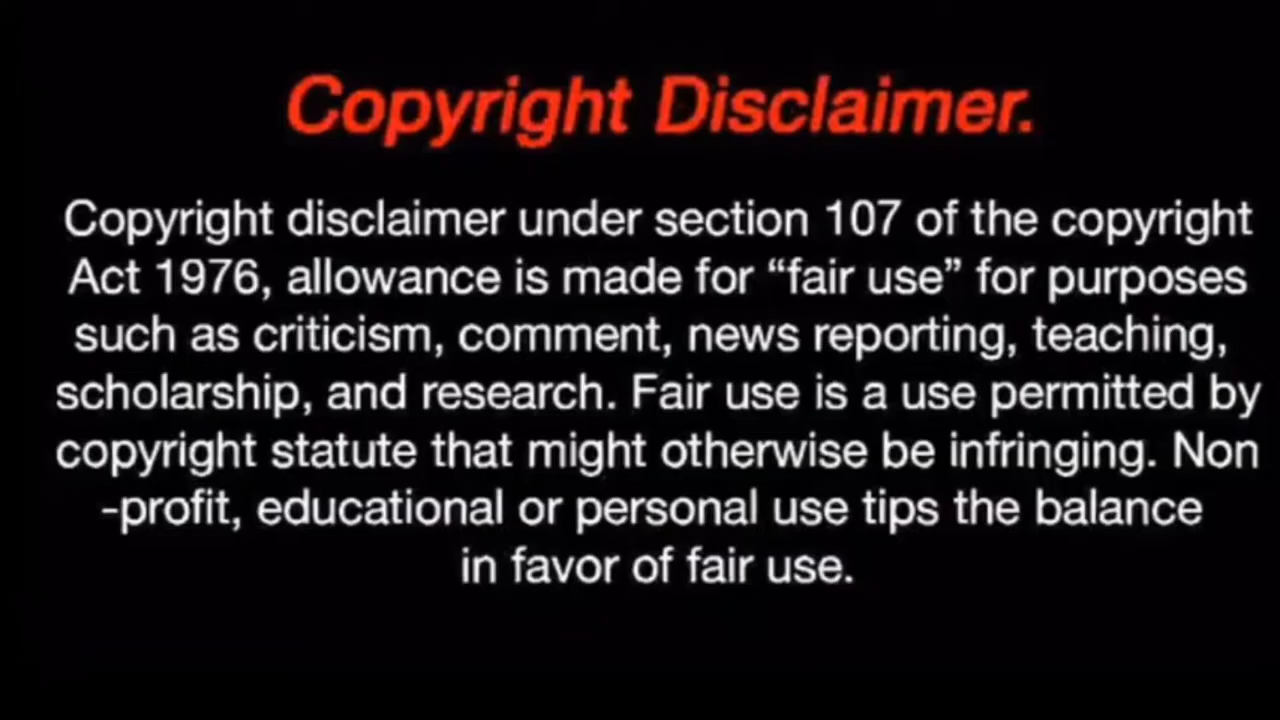 Copyright Disclaimer.
Copyright disclaimer under section 107 of the copyright
Act 1976, allowance is made for “fair use” for purposes
such as criticism, comment, news reporting, teaching,
scholarship, and research. Fair use is a use permitted by
copyright statute that might otherwise be infringing. Non
-profit, educational or personal use tips the balance
in favor of fair use.